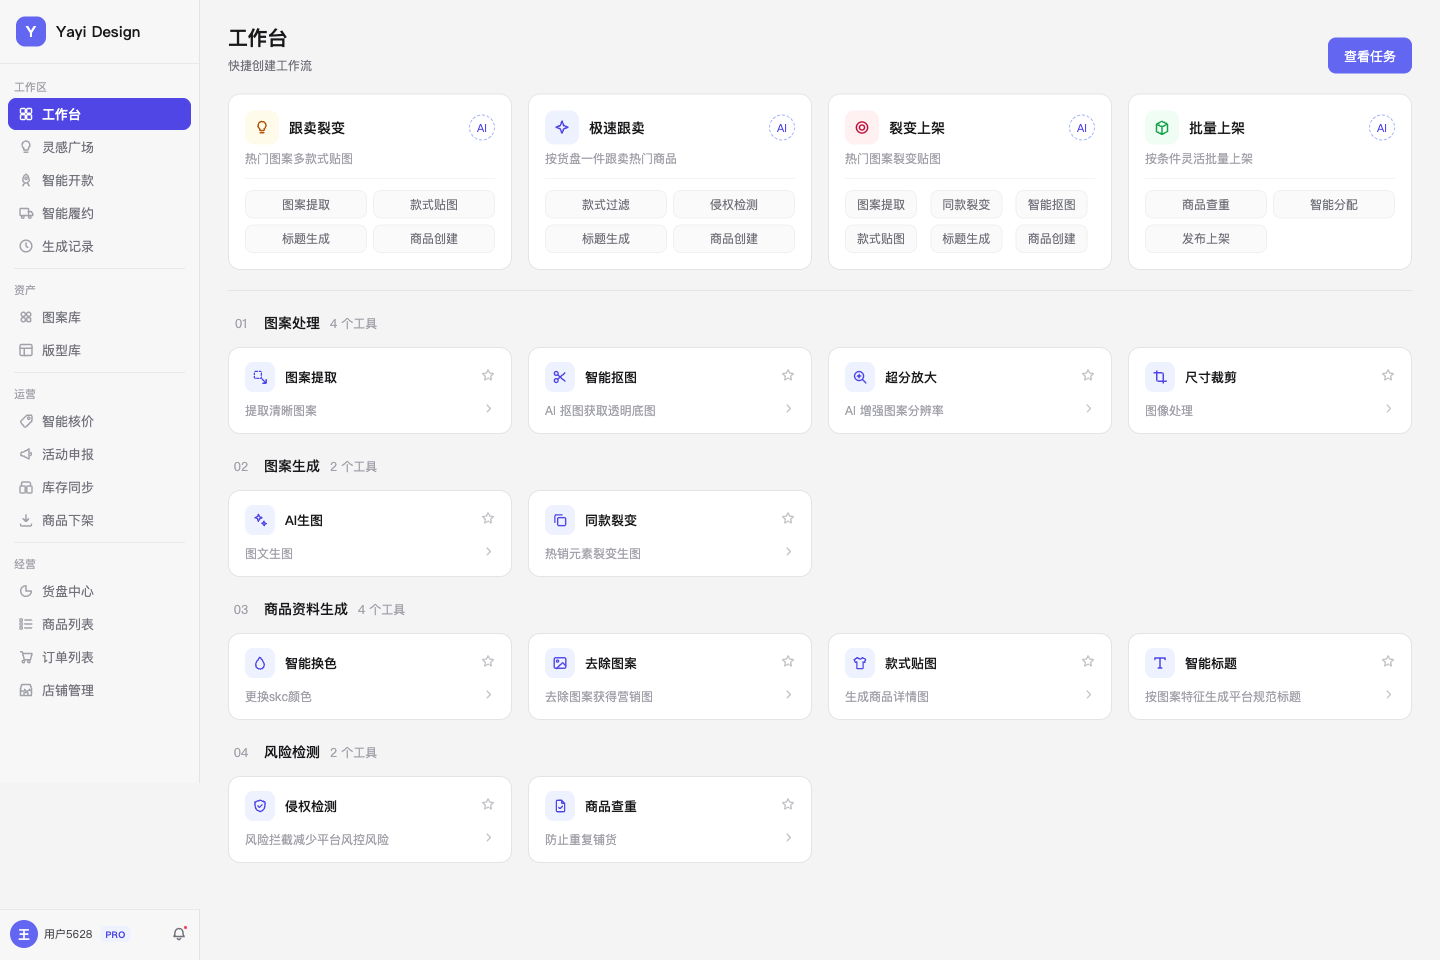 Y Yayi Design
工作区
工作台
灵感广场
智能开款
智能履约
生成记录
资产
图案库
版型库
运营
智能核价
活动申报
库存同步
商品下架
经营
货盘中心
商品列表
订单列表
店铺管理
王 用户5628 PRO
工作台
快捷创建工作流
查看任务
跟卖裂变 AI
热门图案多款式贴图
图案提取 款式贴图
标题生成 商品创建
极速跟卖 AI
按货盘一件跟卖热门商品
款式过滤 侵权检测
标题生成 商品创建
裂变上架 AI
热门图案裂变贴图
图案提取 同款裂变 智能抠图
款式贴图 标题生成 商品创建
批量上架 AI
按条件灵活批量上架
商品查重 智能分配
发布上架
01 图案处理 4 个工具
图案提取
提取清晰图案
智能抠图
AI 抠图获取透明底图
超分放大
AI 增强图案分辨率
尺寸裁剪
图像处理
02 图案生成 2 个工具
AI生图
图文生图
同款裂变
热销元素裂变生图
03 商品资料生成 4 个工具
智能换色
更换skc颜色
去除图案
去除图案获得营销图
款式贴图
生成商品详情图
智能标题
按图案特征生成平台规范标题
04 风险检测 2 个工具
侵权检测
风险拦截减少平台风控风险
商品查重
防止重复铺货